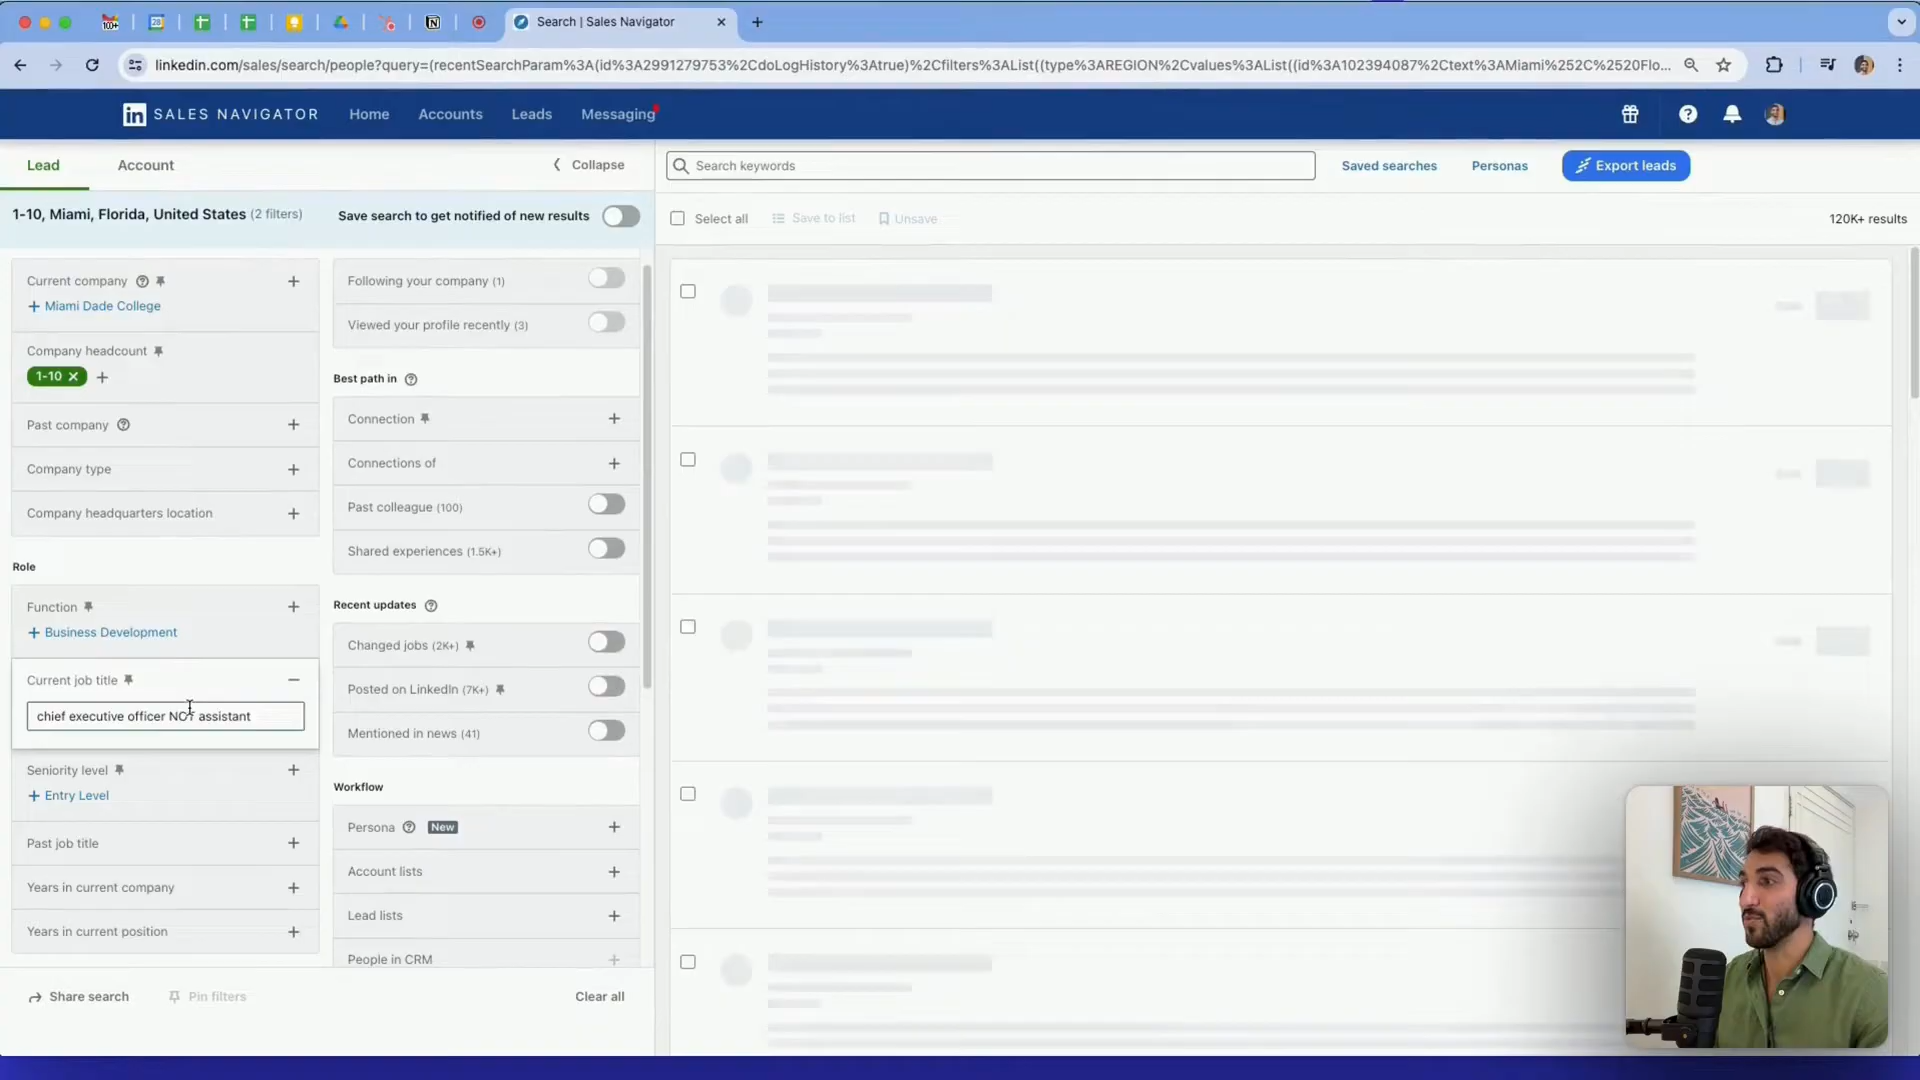 100+
28
Search | Sales Navigator
linkedin.com/sales/search/people?query=(recentSearchParam%3A(id%3A2991279753%2CdoLogHistory%3Atrue)%2Cfilters%3AList((type%3AREGION%2Cvalues%3AList((id%3A102394087%2Ctext%3AMiami%252C%2520Flo...
in SALES NAVIGATOR
Home
Accounts
Leads
Messaging
Lead
Account
Collapse
Search keywords
Saved searches
Personas
Export leads
1-10, Miami, Florida, United States (2 filters)
Save search to get notified of new results
Select all
Save to list
Unsave
120K+ results
Current company
+ Miami Dade College
Company headcount
1-10
Past company
Company type
Company headquarters location
Role
Function
+ Business Development
Current job title
chief executive officer NOT assistant
Seniority level
+ Entry Level
Past job title
Years in current company
Years in current position
Following your company (1)
Viewed your profile recently (3)
Best path in
Connection
Connections of
Past colleague (100)
Shared experiences (1.5K+)
Recent updates
Changed jobs (2K+)
Posted on LinkedIn (7K+)
Mentioned in news (41)
Workflow
Persona New
Account lists
Lead lists
People in CRM
Share search
Pin filters
Clear all